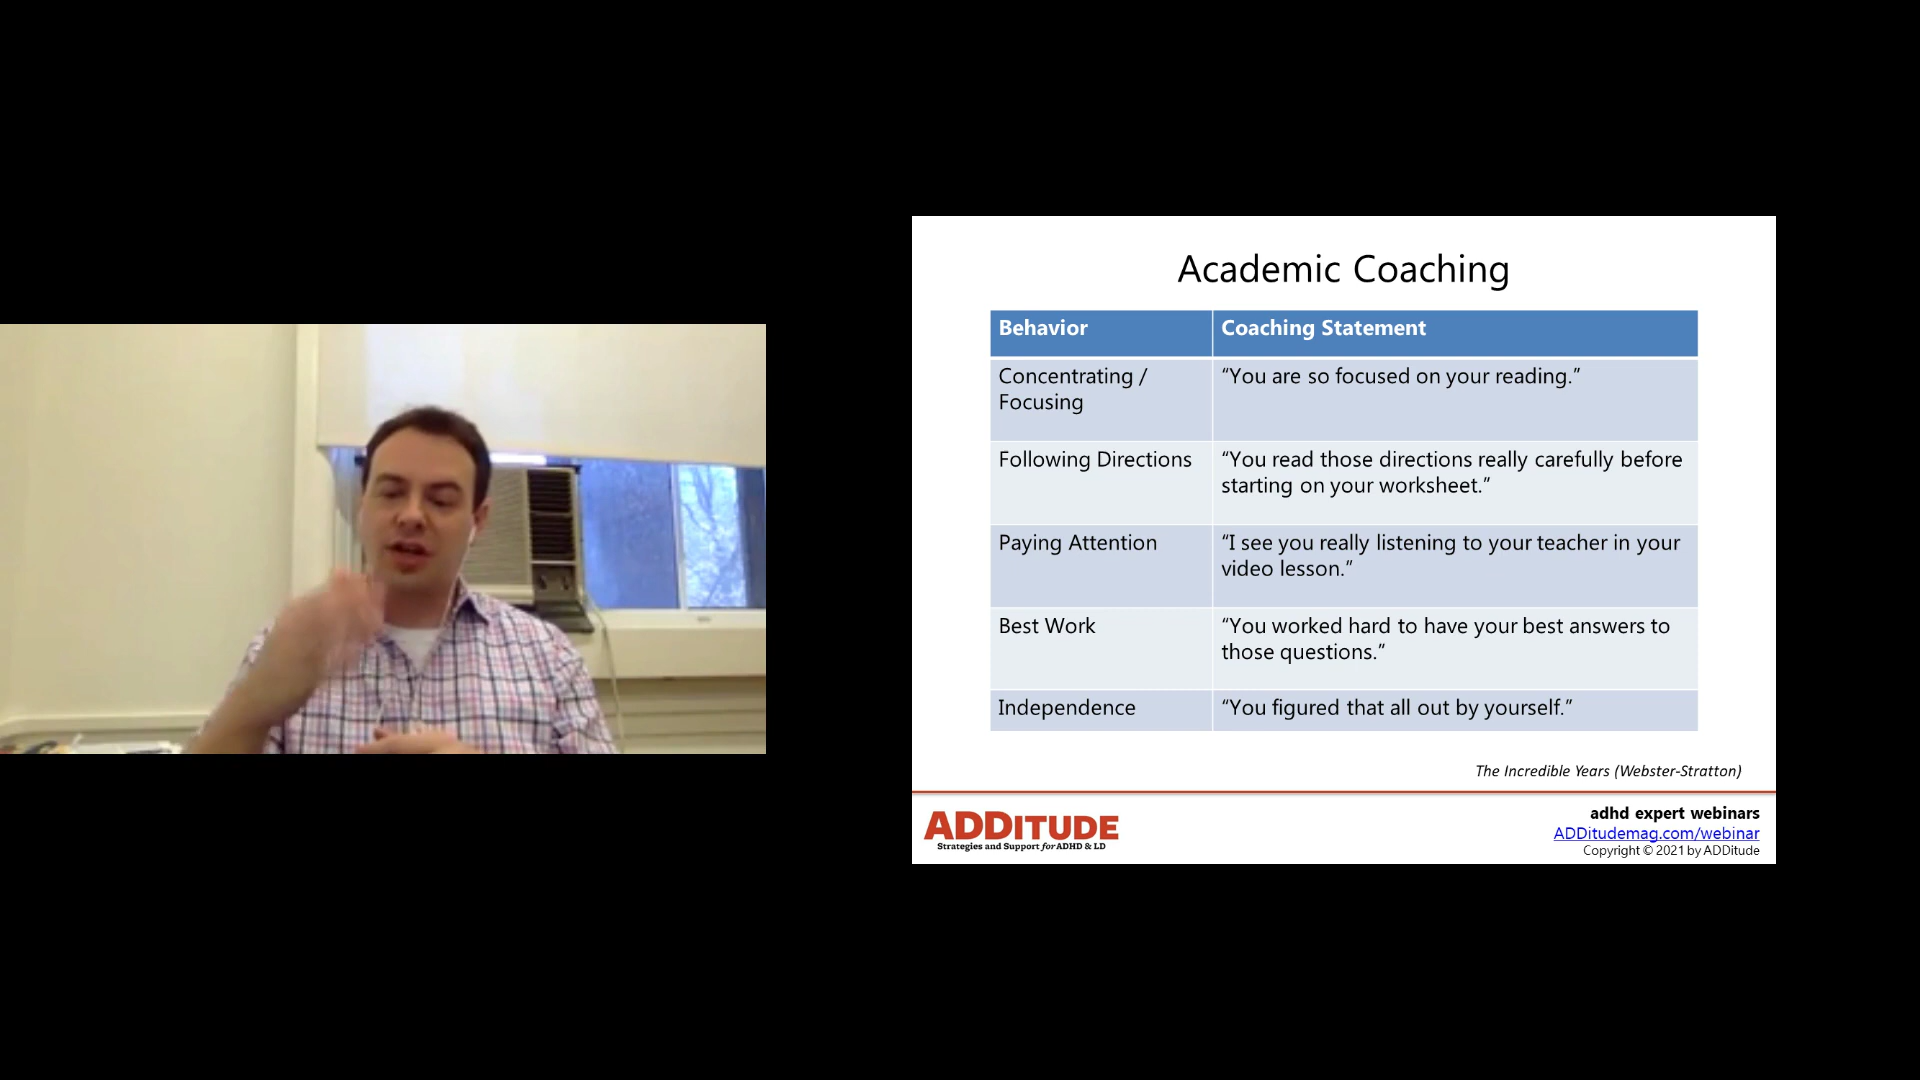 Academic Coaching
Behavior
Coaching Statement
Concentrating /
Focusing
“You are so focused on your reading.”
Following Directions
“You read those directions really carefully before
starting on your worksheet.”
Paying Attention
“I see you really listening to your teacher in your
video lesson.”
Best Work
“You worked hard to have your best answers to
those questions.”
Independence
“You figured that all out by yourself.”
The Incredible Years (Webster-Stratton)
ADDITUDE
Strategies and Support for ADHD & LD
adhd expert webinars
ADDitudemag.com/webinar
Copyright © 2021 by ADDitude